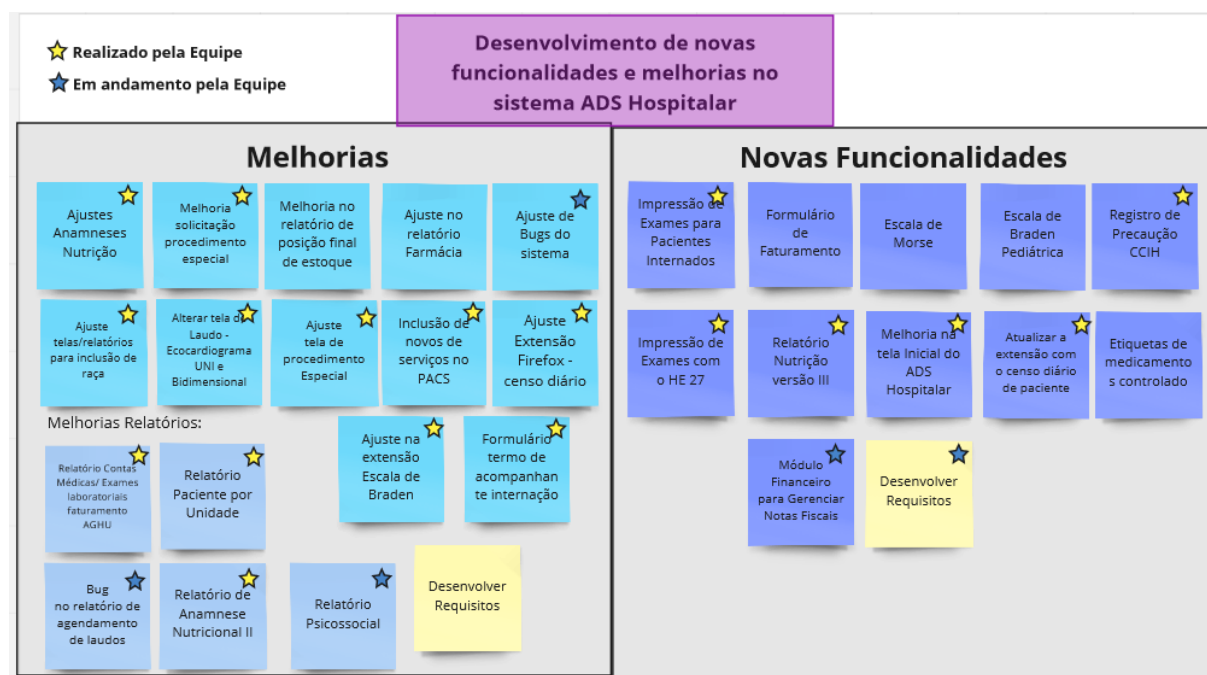 Realizado pela Equipe
Em andamento pela Equipe
Desenvolvimento de novas
funcionalidades e melhorias no
sistema ADS Hospitalar
Melhorias
Ajustes
Anamneses
Nutrição
Melhoria
solicitação
procedimento
especial
Melhoria no
relatório de
posição final
de estoque
Ajuste no
relatório
Farmácia
Ajuste de
Bugs do
sistema
Ajuste
telas/relatórios
para inclusão de
raça
Alterar tela de
Laudo -
Ecocardiograma
UNI e
Bidimensional
Ajuste
tela de
procedimento
Especial
Inclusão de
novos de
serviços no
PACS
Ajuste
Extensão
Firefox -
censo diário
Melhorias Relatórios:
Relatório Contas
Médicas/ Exames
laboratoriais
faturamento
AGHU
Relatório
Paciente por
Unidade
Ajuste na
extensão
Escala de
Braden
Formulário
termo de
acompanhan
te internação
Bug
no relatório de
agendamento
de laudos
Relatório de
Anamnese
Nutricional II
Relatório
Psicossocial
Desenvolver
Requisitos
Novas Funcionalidades
Impressão de
Exames para
Pacientes
Internados
Formulário
de
Faturamento
Escala de
Morse
Escala de
Braden
Pediátrica
Registro de
Precaução
CCIH
Impressão de
Exames com
o HE 27
Relatório
Nutrição
versão III
Melhoria na
tela Inicial do
ADS
Hospitalar
Atualizar a
extensão com
o censo diário
de paciente
Etiquetas de
medicamento
s controlado
Módulo
Financeiro
para Gerenciar
Notas Fiscais
Desenvolver
Requisitos